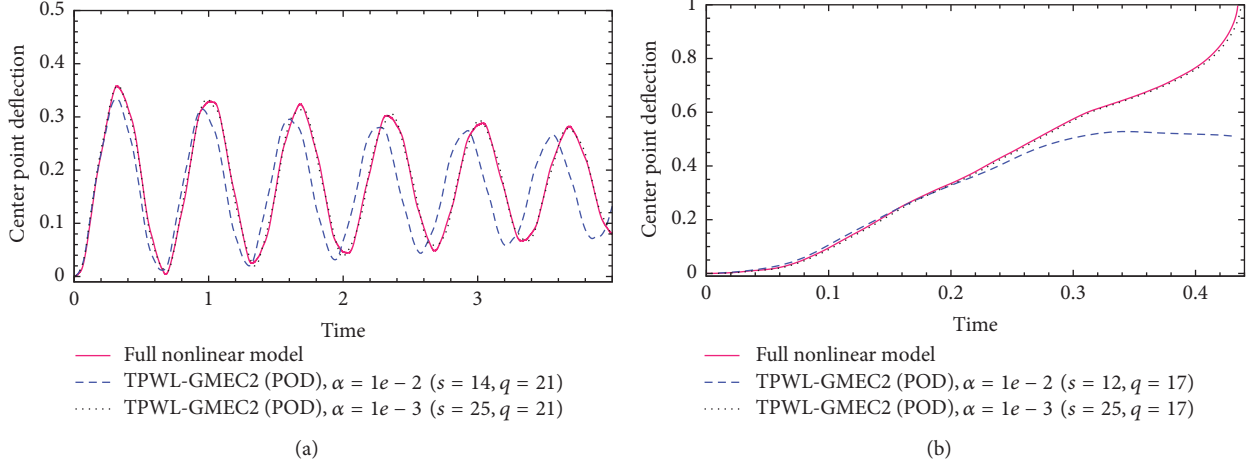 0.5
0.4
0.3
0.2
0.1
0
0
1
2
3
Center point deflection
Time
Full nonlinear model
TPWL-GMEC2 (POD), α = 1e − 2 (s = 14, q = 21)
TPWL-GMEC2 (POD), α = 1e − 3 (s = 25, q = 21)
(a)
1
0.8
0.6
0.4
0.2
0
0
0.1
0.2
0.3
0.4
Center point deflection
Time
Full nonlinear model
TPWL-GMEC2 (POD), α = 1e − 2 (s = 12, q = 17)
TPWL-GMEC2 (POD), α = 1e − 3 (s = 25, q = 17)
(b)